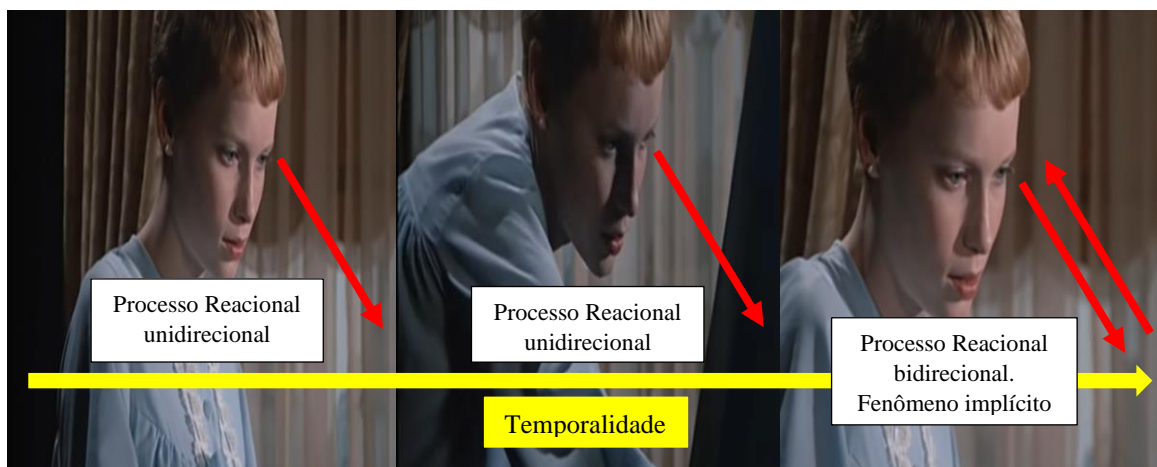 Processo Reacional
unidirecional
Processo Reacional
unidirecional
Processo Reacional
bidirecional.
Fenômeno implícito
Temporalidade